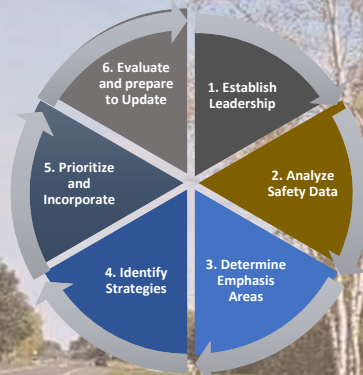 1. Establish
Leadership
2. Analyze
Safety Data
3. Determine
Emphasis
Areas
4. Identify
Strategies
5. Prioritize
and
Incorporate
6. Evaluate
and prepare
to Update